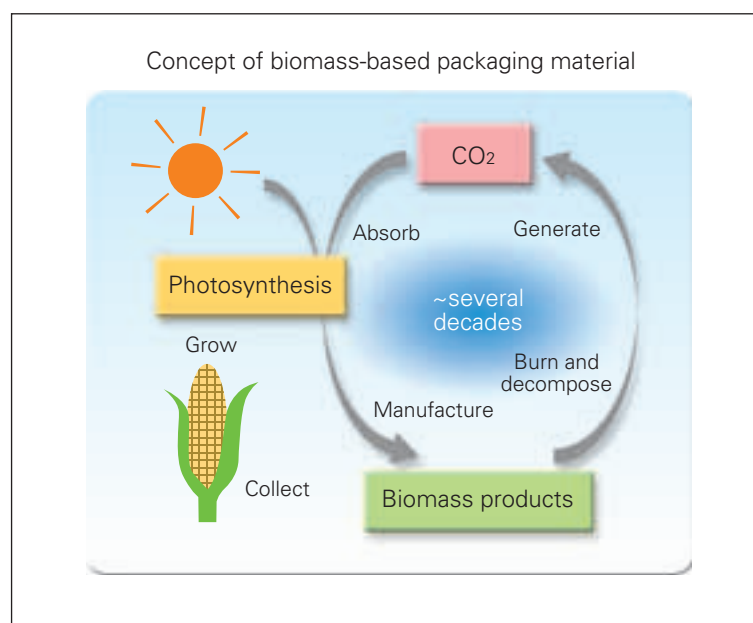 Concept of biomass-based packaging material
CO₂
Absorb
Generate
Photosynthesis
~several
decades
Grow
Burn and
decompose
Manufacture
Collect
Biomass products